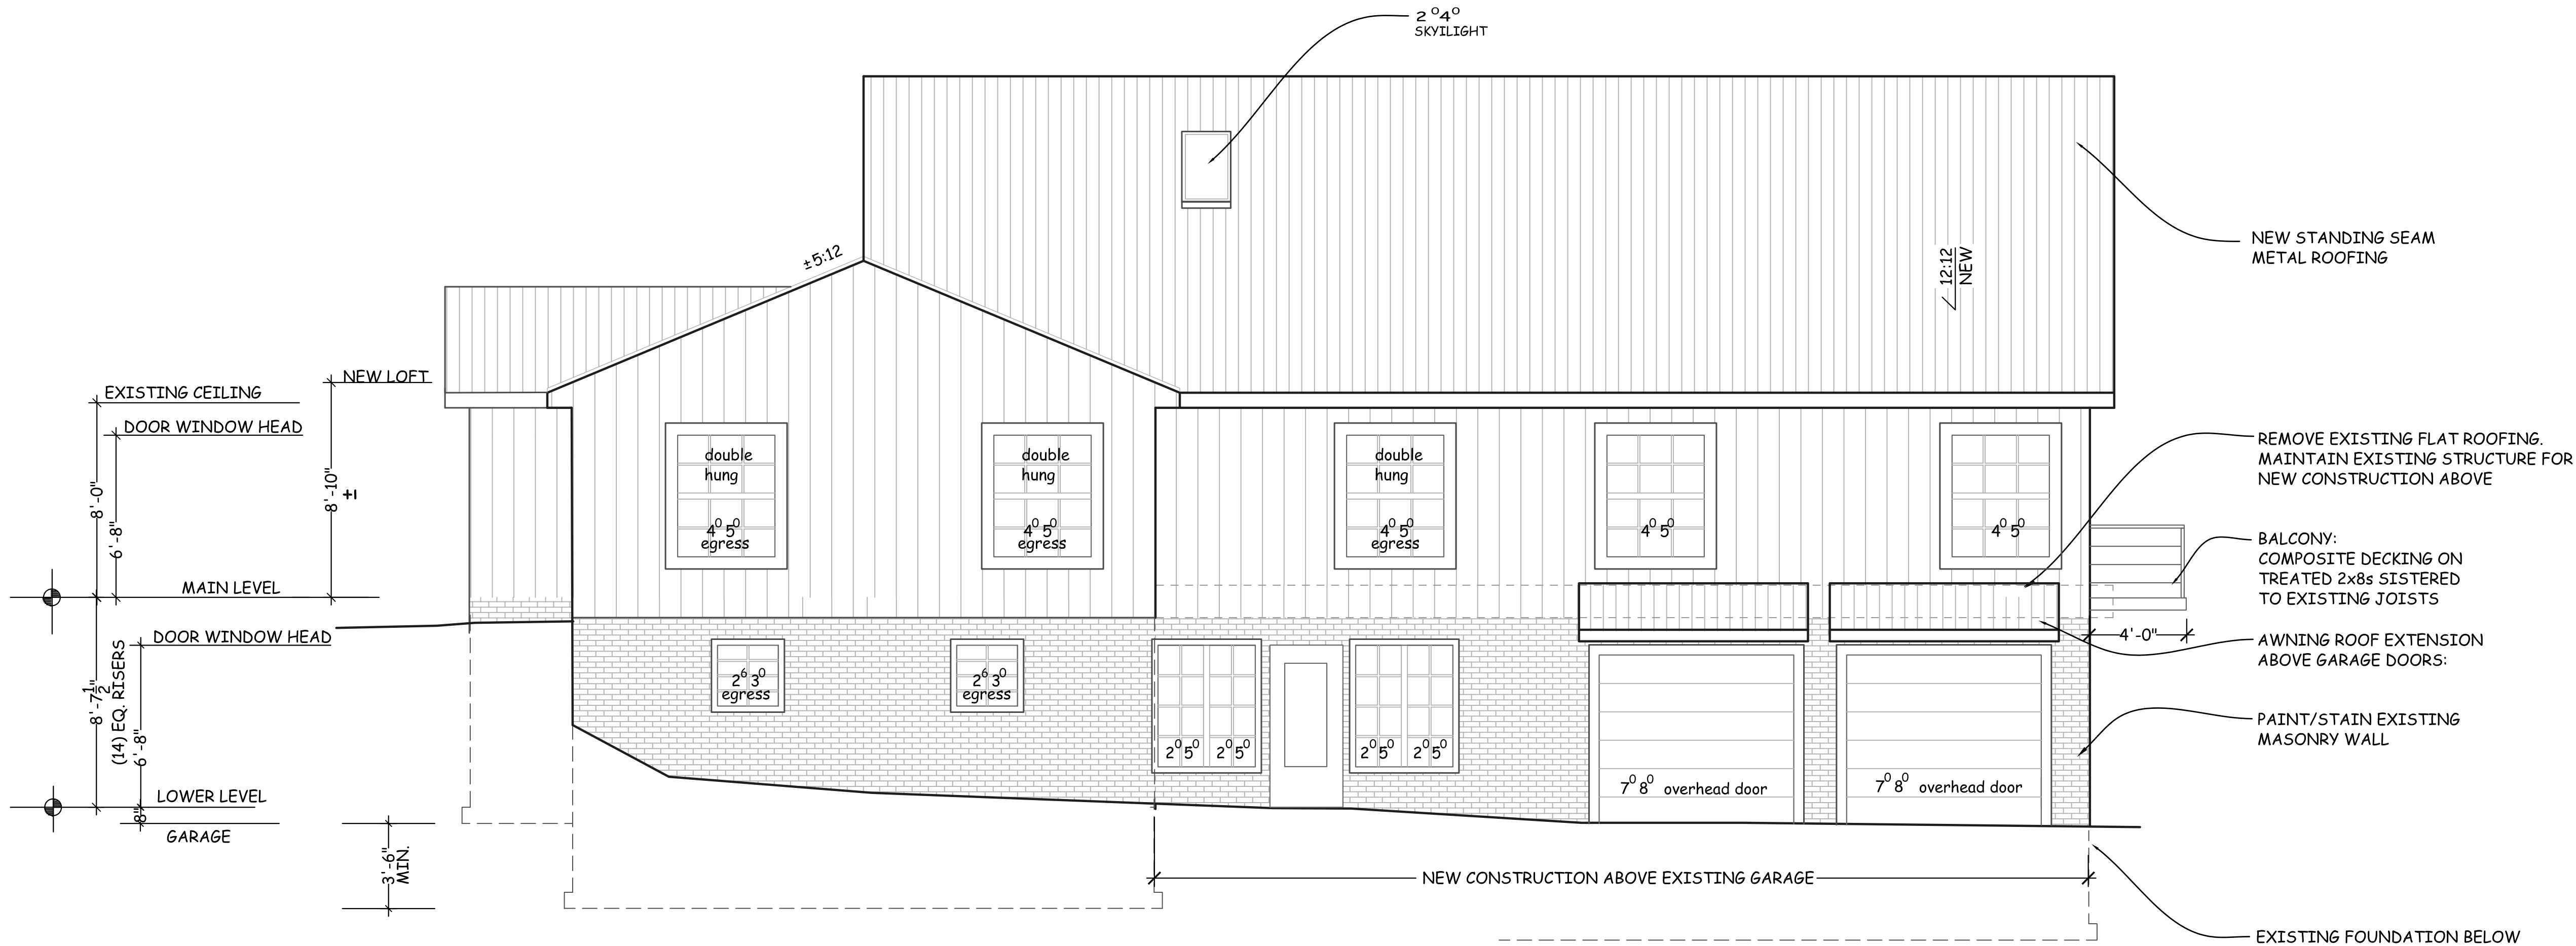 2⁰4⁰
SKYILIGHT
±5:12
12:12
NEW
NEW STANDING SEAM
METAL ROOFING
NEW LOFT
EXISTING CEILING
DOOR WINDOW HEAD
8'-0"
6'-8"
8'-10"
±
MAIN LEVEL
double
hung
4⁰5⁰
egress
double
hung
4⁰5⁰
egress
double
hung
4⁰5⁰
egress
4⁰5⁰
4⁰5⁰
REMOVE EXISTING FLAT ROOFING.
MAINTAIN EXISTING STRUCTURE FOR
NEW CONSTRUCTION ABOVE
BALCONY:
COMPOSITE DECKING ON
TREATED 2x8s SISTERED
TO EXISTING JOISTS
4'-0"
AWNING ROOF EXTENSION
ABOVE GARAGE DOORS:
DOOR WINDOW HEAD
8'-7½"
(14) EQ. RISERS
6'-8"
2⁶3⁰
egress
2⁶3⁰
egress
2⁰5⁰ 2⁰5⁰
2⁰5⁰ 2⁰5⁰
7⁰8⁰ overhead door
7⁰8⁰ overhead door
PAINT/STAIN EXISTING
MASONRY WALL
LOWER LEVEL
8"
GARAGE
3'-6"
MIN.
NEW CONSTRUCTION ABOVE EXISTING GARAGE
EXISTING FOUNDATION BELOW